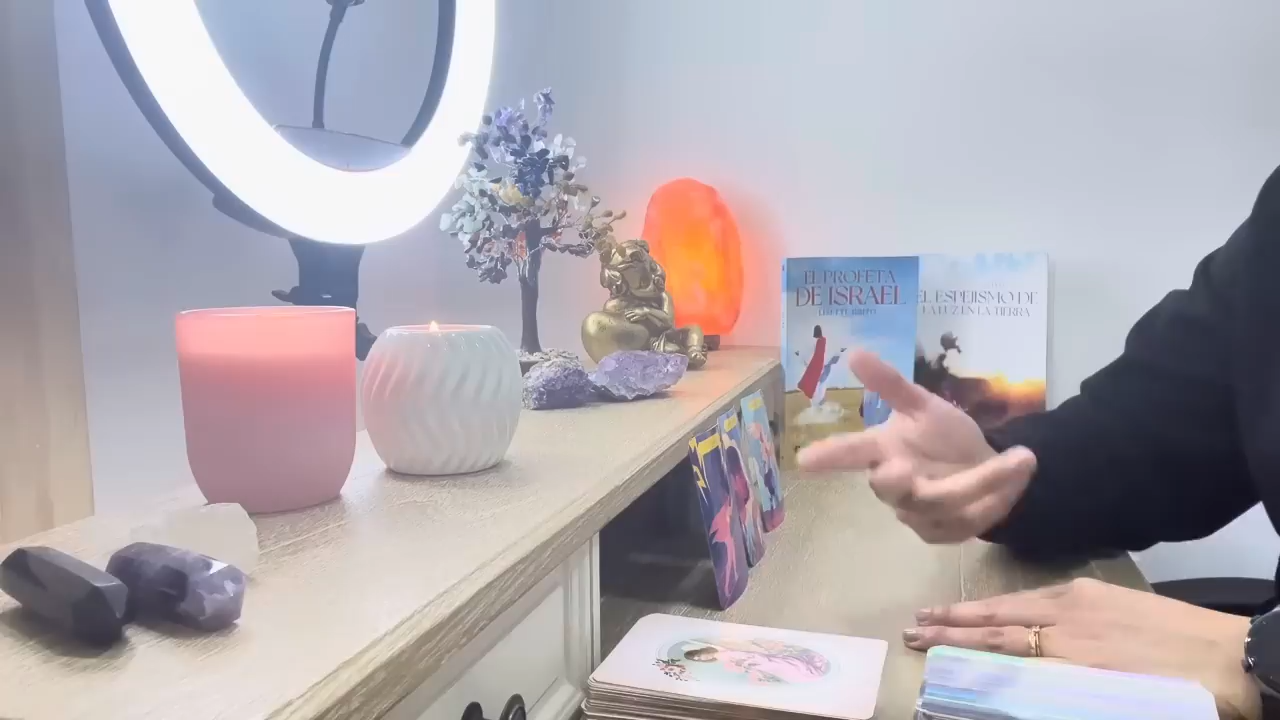 EL PROFETA
DE ISRAEL
EL ESPEJISMO DE
LA LUZ EN LA TIERRA